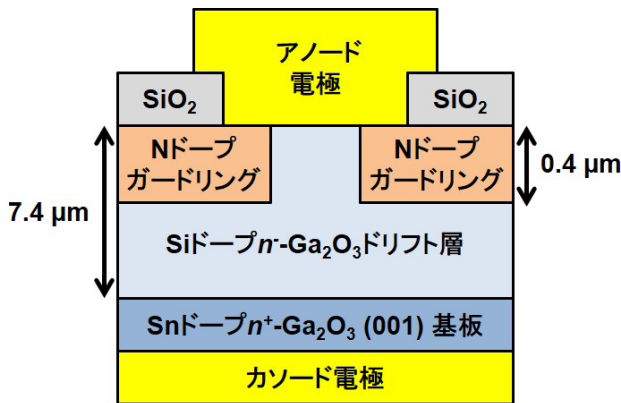 アノード
電極
SiO₂
SiO₂
Nドープ
ガードリング
Nドープ
ガードリング
7.4 µm
0.4 µm
Siドープn⁻-Ga₂O₃ドリフト層
Snドープn⁺-Ga₂O₃ (001) 基板
カソード電極